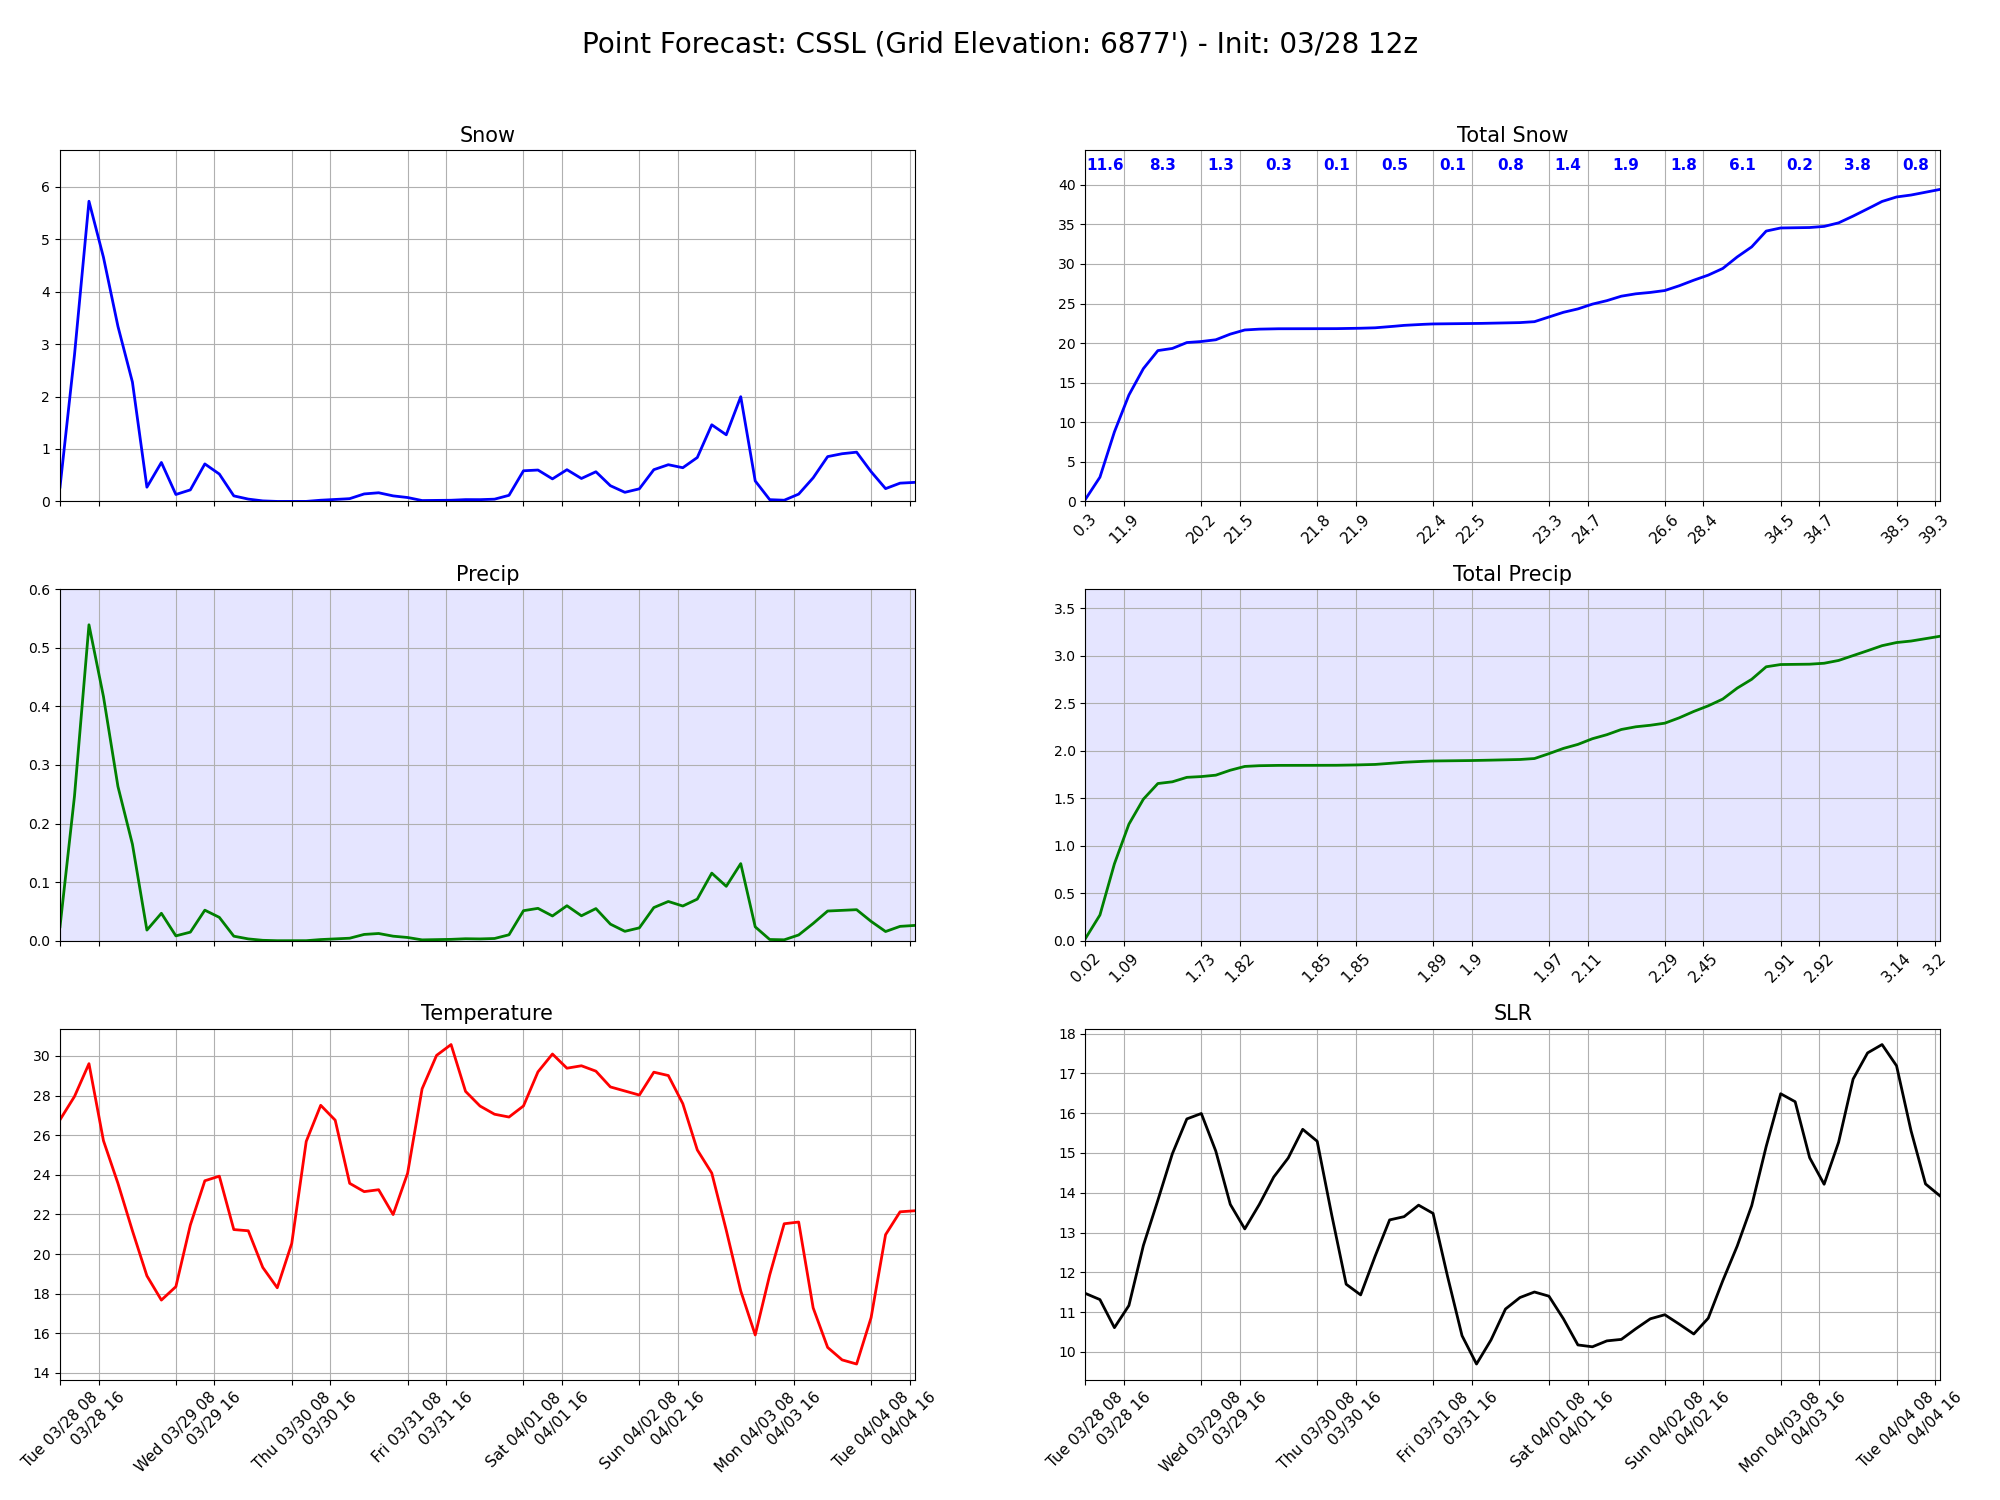 Point Forecast: CSSL (Grid Elevation: 6877') - Init: 03/28 12z
Snow
6
5
4
3
2
1
0
Total Snow
11.6 8.3 1.3 0.3 0.1 0.5 0.1 0.8 1.4 1.9 1.8 6.1 0.2 3.8 0.8
40
35
30
25
20
15
10
5
0
0.3 11.9 20.2 21.5 21.8 21.9 22.4 22.5 23.3 24.7 26.6 28.4 34.5 34.7 38.5 39.3
Precip
0.6
0.5
0.4
0.3
0.2
0.1
0.0
Total Precip
3.5
3.0
2.5
2.0
1.5
1.0
0.5
0.0
0.02 1.09 1.73 1.82 1.85 1.85 1.89 1.9 1.97 2.11 2.29 2.45 2.91 2.92 3.14 3.2
Temperature
30
28
26
24
22
20
18
16
14
Tue 03/28 08
03/28 16
Wed 03/29 08
03/29 16
Thu 03/30 08
03/30 16
Fri 03/31 08
03/31 16
Sat 04/01 08
04/01 16
Sun 04/02 08
04/02 16
Mon 04/03 08
04/03 16
Tue 04/04 08
04/04 16
SLR
18
17
16
15
14
13
12
11
10
Tue 03/28 08
03/28 16
Wed 03/29 08
03/29 16
Thu 03/30 08
03/30 16
Fri 03/31 08
03/31 16
Sat 04/01 08
04/01 16
Sun 04/02 08
04/02 16
Mon 04/03 08
04/03 16
Tue 04/04 08
04/04 16